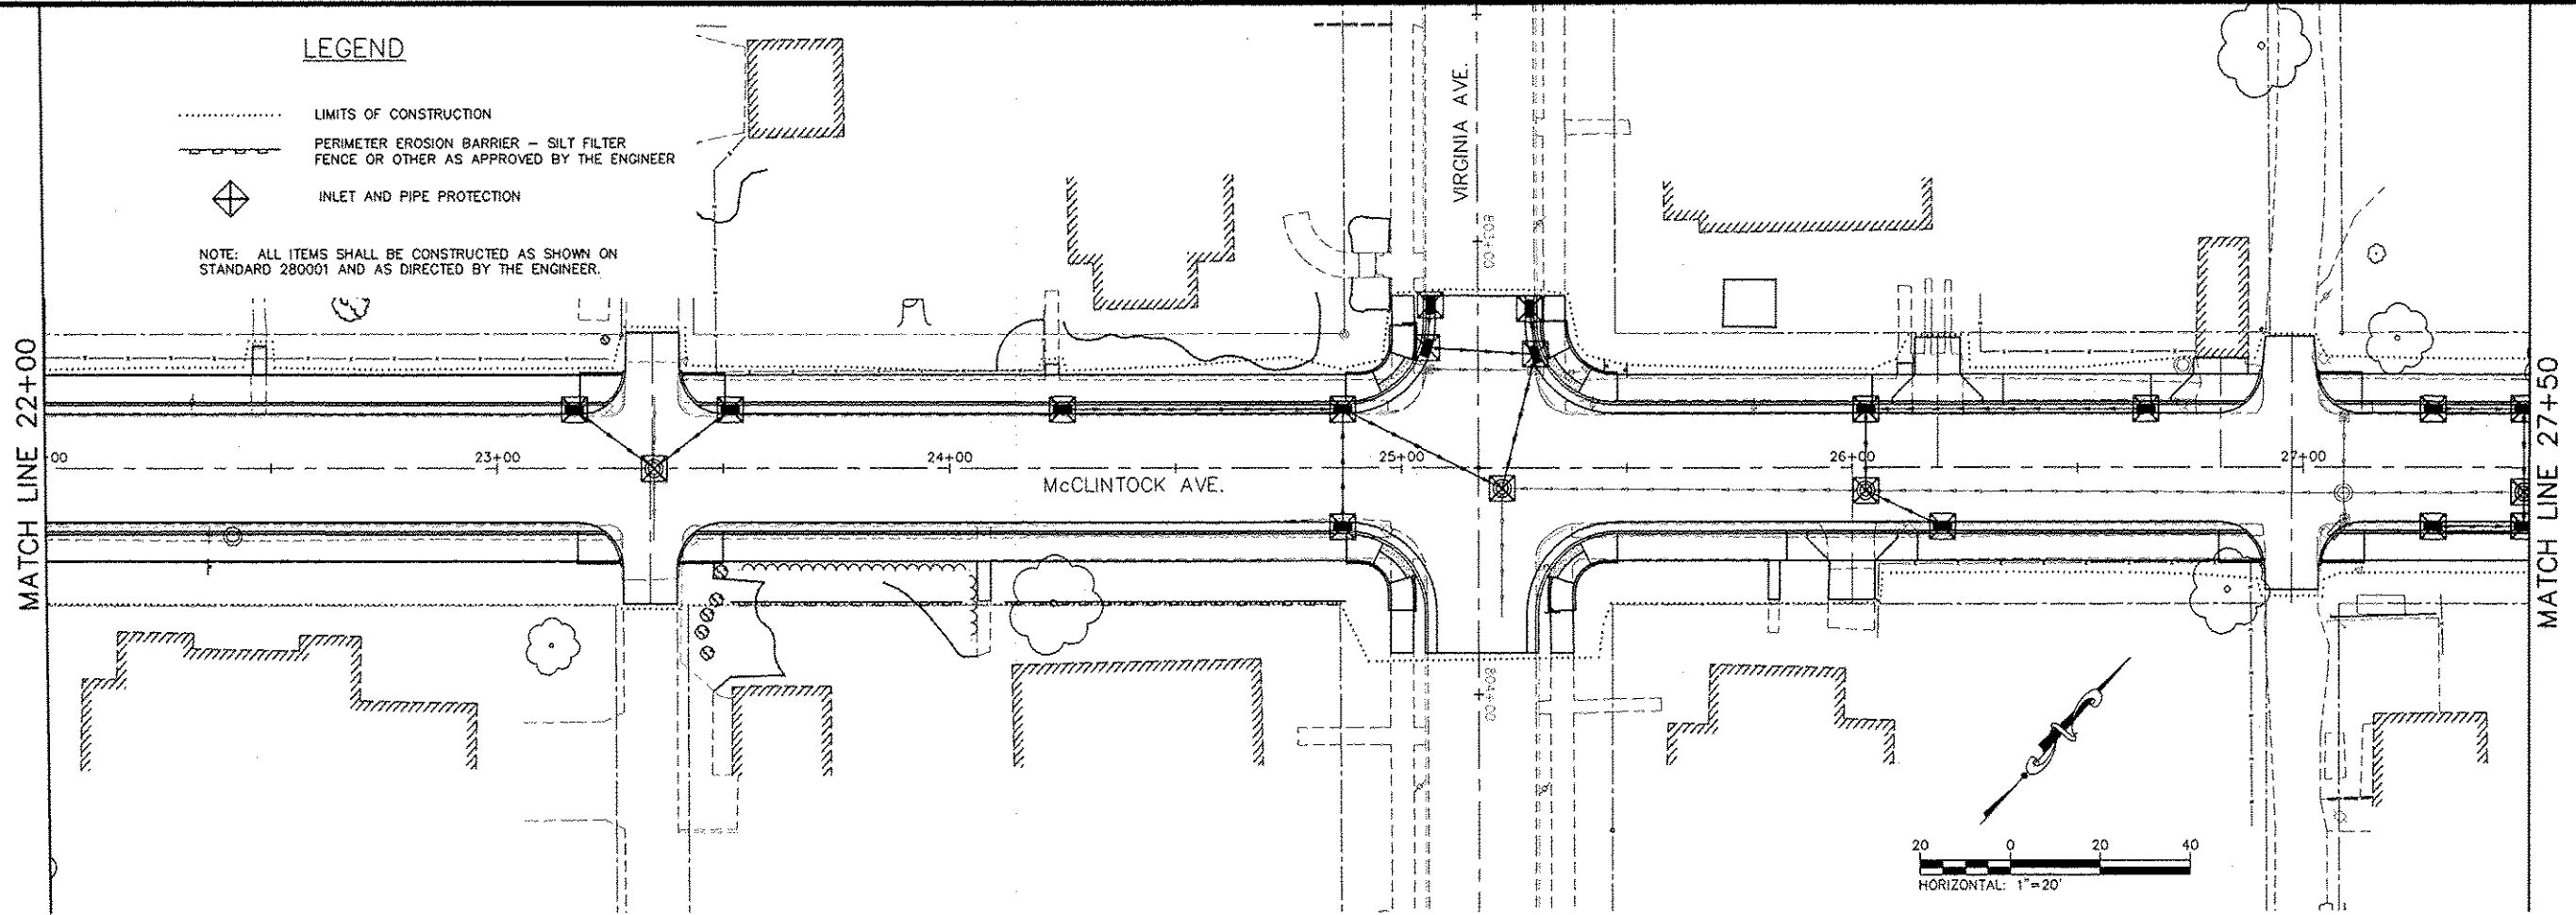 LEGEND
LIMITS OF CONSTRUCTION
PERIMETER EROSION BARRIER – SILT FILTER
FENCE OR OTHER AS APPROVED BY THE ENGINEER
INLET AND PIPE PROTECTION
NOTE: ALL ITEMS SHALL BE CONSTRUCTED AS SHOWN ON
STANDARD 280001 AND AS DIRECTED BY THE ENGINEER.
VIRGINIA AVE.
803+00
MATCH LINE 22+00
MATCH LINE 27+50
00
23+00
24+00
25+00
26+00
27+00
McCLINTOCK AVE.
804+00
20 0 20 40
HORIZONTAL: 1"=20'